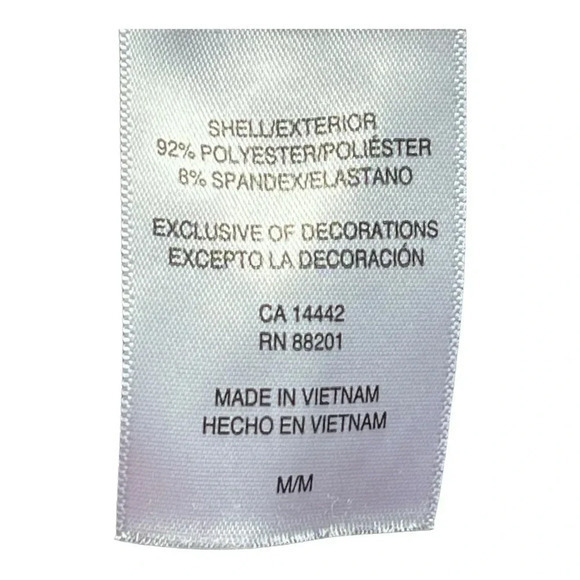 SHELL/EXTERIOR
92% POLYESTER/POLIÉSTER
8% SPANDEX/ELASTANO
EXCLUSIVE OF DECORATIONS
EXCEPTO LA DECORACIÓN
CA 14442
RN 88201
MADE IN VIETNAM
HECHO EN VIETNAM
M/M